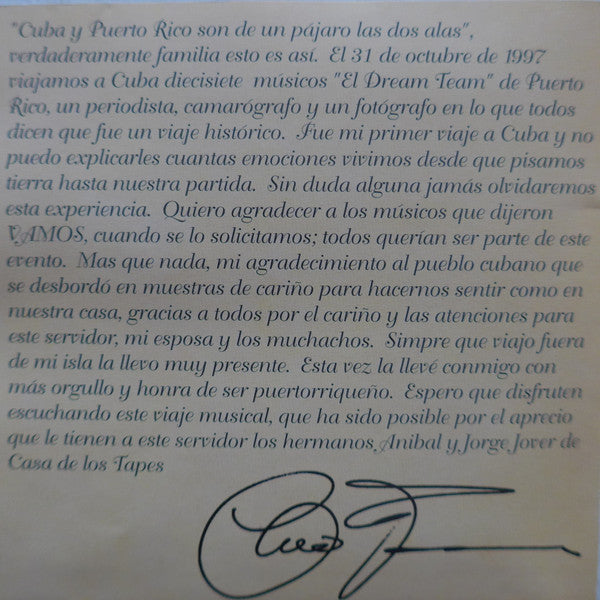 "Cuba y Puerto Rico son de un pájaro las dos alas",
verdaderamente familia esto es así.  El 31 de octubre de 1997
viajamos a Cuba diecisiete  músicos "El Dream Team" de Puerto
Rico, un periodista, camarógrafo y un fotógrafo en lo que todos
dicen que fue un viaje histórico.  Fue mi primer viaje a Cuba y no
puedo explicarles cuantas emociones vivimos desde que pisamos
tierra hasta nuestra partida.  Sin duda alguna jamás olvidaremos
esta experiencia.  Quiero agradecer a los músicos que dijeron
VAMOS, cuando se lo solicitamos; todos querían ser parte de este
evento.  Mas que nada, mi agradecimiento al pueblo cubano que
se desbordó en muestras de cariño para hacernos sentir como en
nuestra casa, gracias a todos por el cariño y las atenciones para
este servidor, mi esposa y los muchachos.  Simpre que viajo fuera
de mi isla la llevo muy presente.  Esta vez la llevé conmigo con
más orgullo y honra de ser puertorriqueño.  Espero que disfruten
escuchando este viaje musical, que ha sido posible por el aprecio
que le tienen a este servidor los hermanos Anibal y Jorge Jover de
Casa de los Tapes